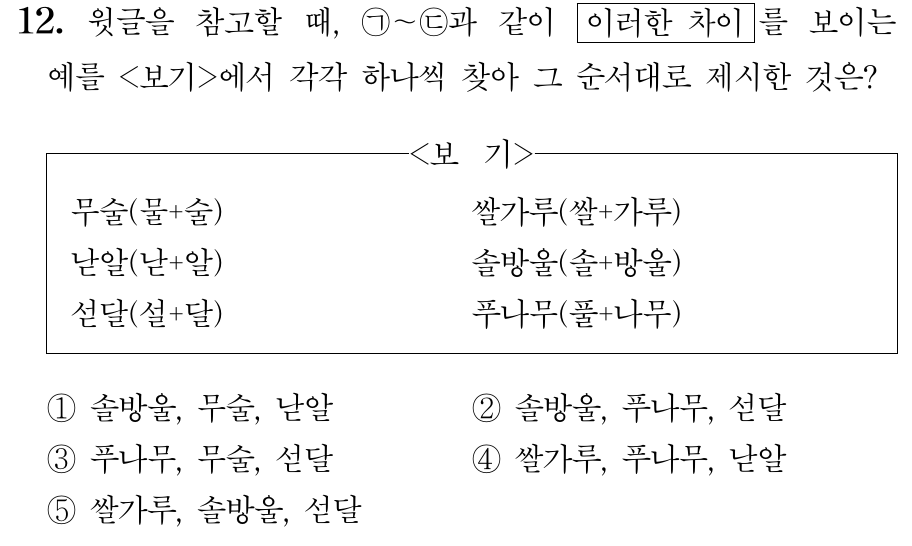 12. 윗글을 참고할 때, ㉠~㉢과 같이 이러한 차이 를 보이는
예를 <보기>에서 각각 하나씩 찾아 그 순서대로 제시한 것은?
<보 기>
무술(물+술) 쌀가루(쌀+가루)
낟알(낟+알) 솔방울(솔+방울)
섣달(설+달) 푸나무(풀+나무)
① 솔방울, 무술, 낟알 ② 솔방울, 푸나무, 섣달
③ 푸나무, 무술, 섣달 ④ 쌀가루, 푸나무, 낟알
⑤ 쌀가루, 솔방울, 섣달